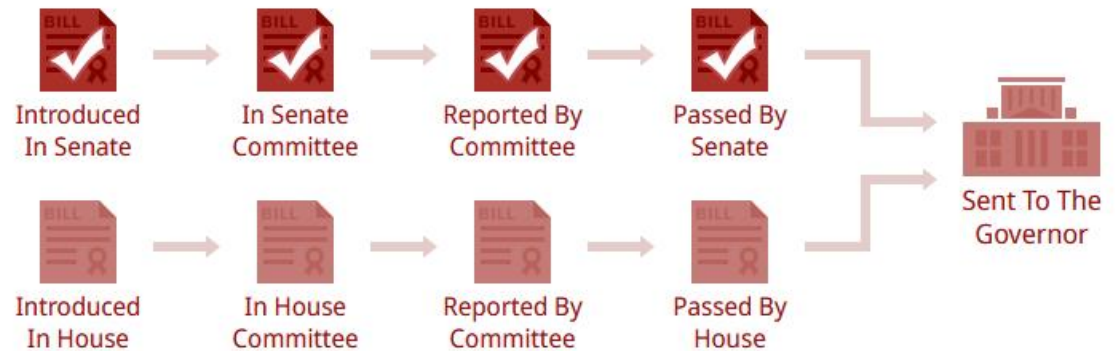 BILL
BILL
BILL
BILL
Introduced
In Senate
In Senate
Committee
Reported By
Committee
Passed By
Senate
Sent To The
Governor
BILL
BILL
BILL
BILL
Introduced
In House
In House
Committee
Reported By
Committee
Passed By
House